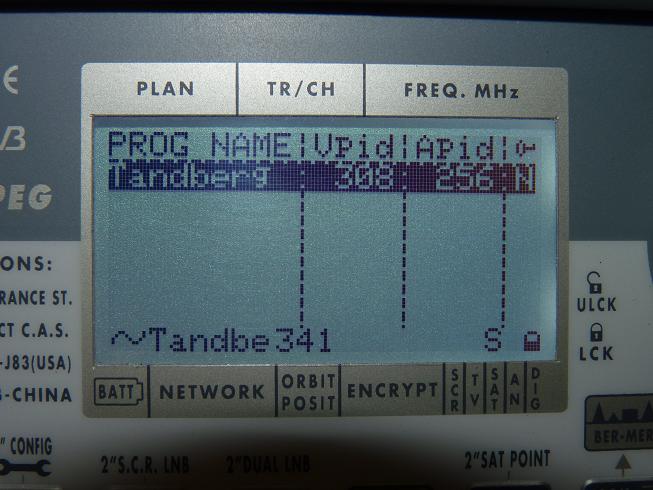 PLAN TR/CH FREQ. MHz
PROG NAME Vpid Apid
Tandberg 308 256 N
~Tandbe341 S
BATT NETWORK ORBIT POSIT ENCRYPT SCR TV SAT AN DIG
ONS:
RANCE ST.
CT C.A.S.
-J83(USA)
-CHINA
" CONFIG
2"S.C.R. LNB
2"DUAL LNB
2"SAT POINT
ULCK
LCK
BER-MER
PEG